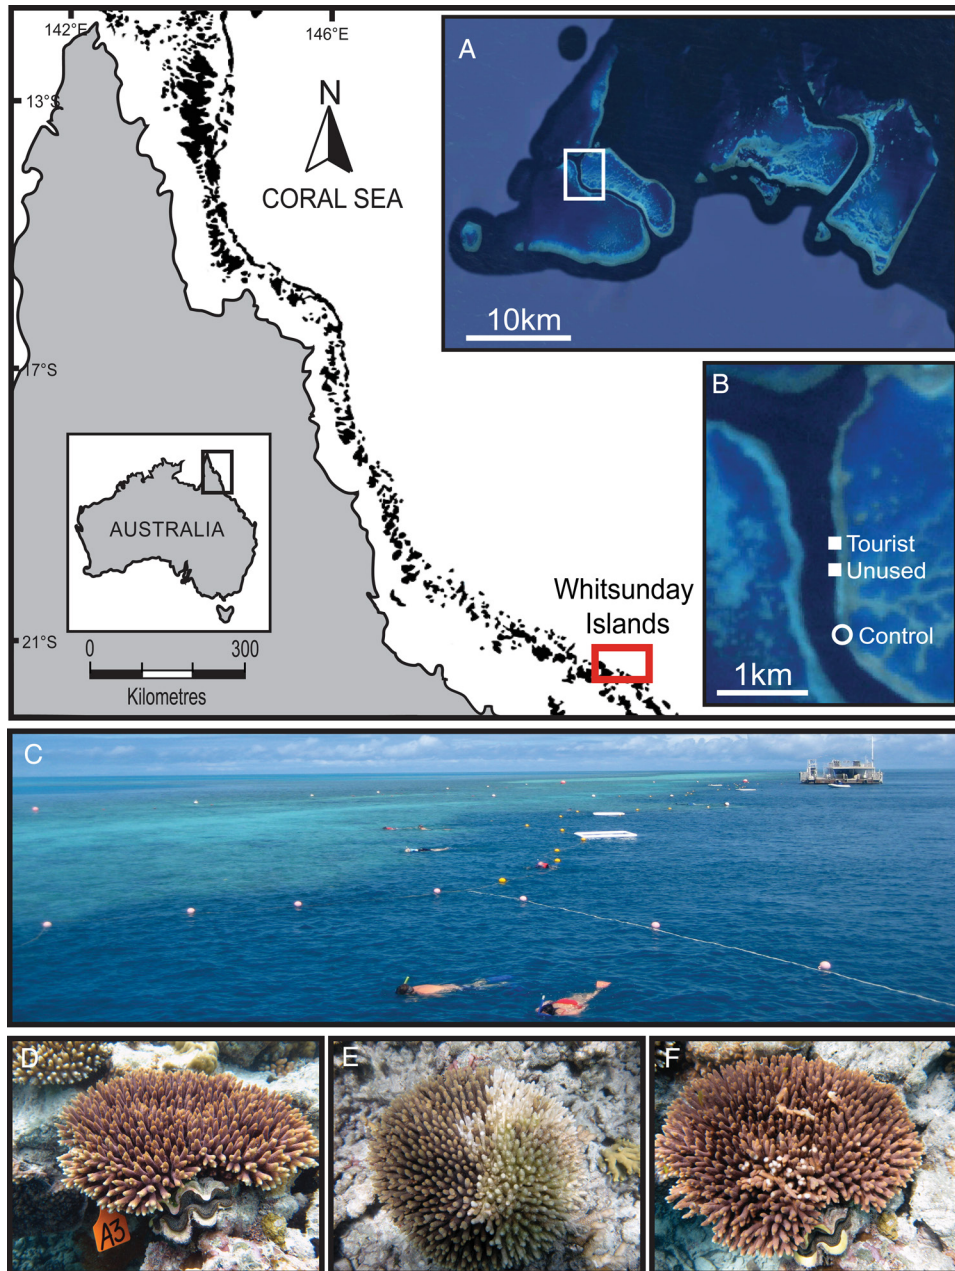 142°E
146°E
13°S
N
CORAL SEA
17°S
AUSTRALIA
21°S
0
300
Kilometres
Whitsunday
Islands
A
10km
B
Tourist
Unused
Control
1km
C
D
A3
E
F